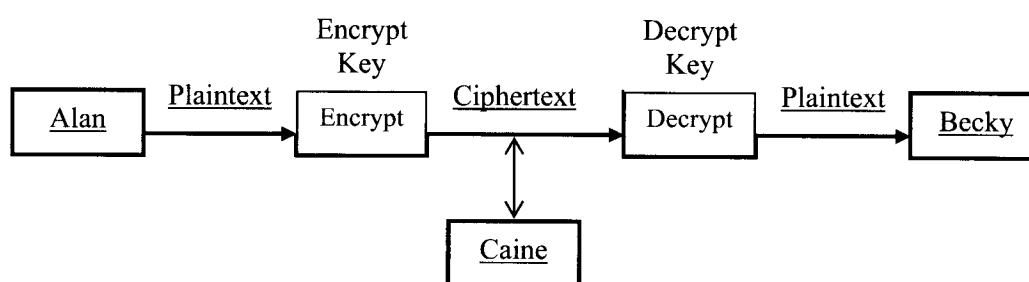 Encrypt
Key
Decrypt
Key
Plaintext
Ciphertext
Plaintext
Alan
Encrypt
Decrypt
Becky
Caine